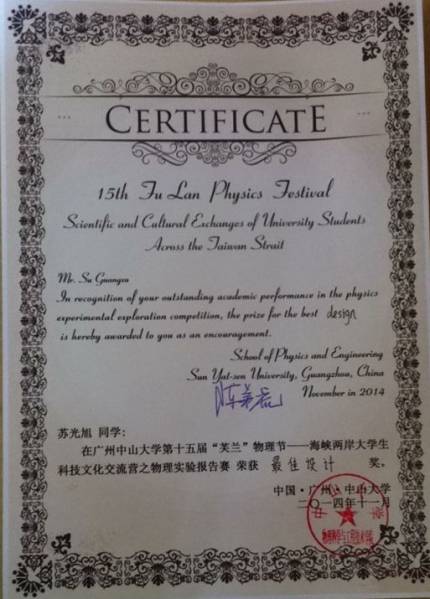 CERTIFICATE
15th Fu Lan Physics Festival
Scientific and Cultural Exchanges of University Students
Across the Taiwan Strait
Mr. Su Guangxu
In recognition of your outstanding academic performance in the physics
experimental exploration competition, the prize for the best design
is hereby awarded to you as an encouragement.
School of Physics and Engineering
Sun Yat-sen University, Guangzhou, China
November in 2014
苏光旭 同学:
在广州中山大学第十五届“芙兰”物理节——海峡两岸大学生
科技文化交流营之物理实验报告赛 荣获 最佳设计 奖。
中国·广州·中山大学
二〇一四年十一月